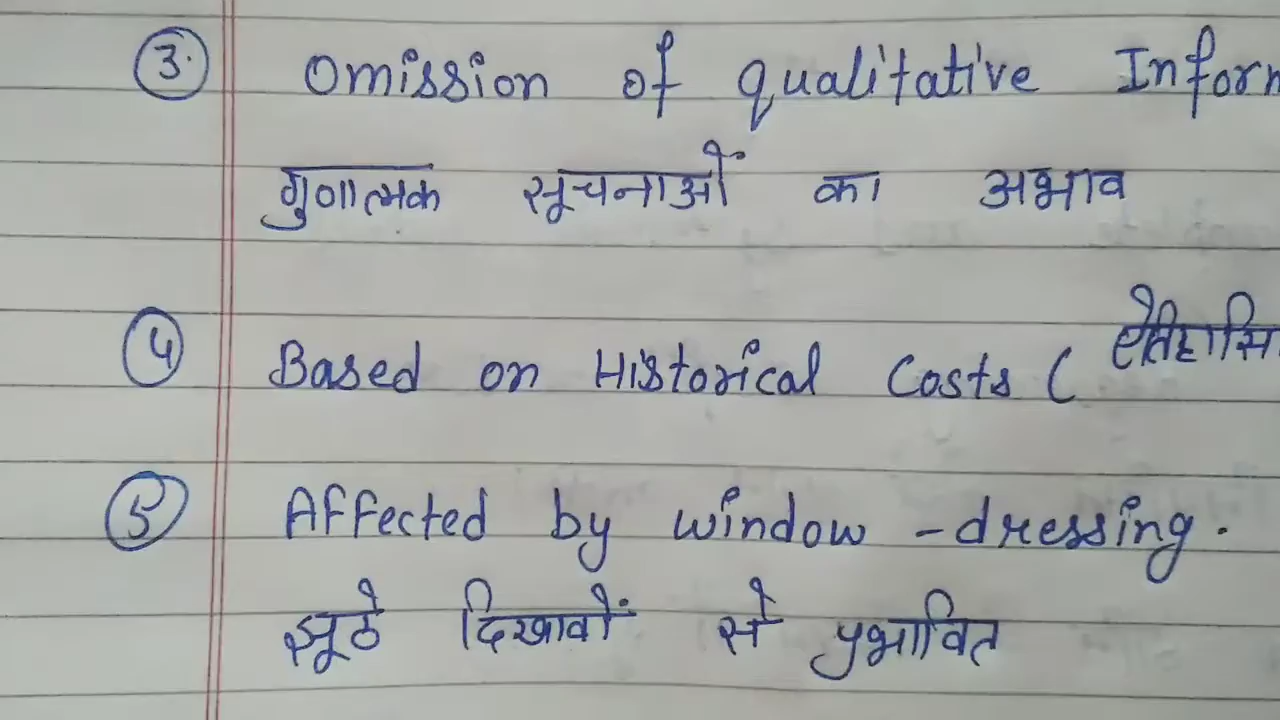 3. Omission of qualitative Inform
गुणात्मक सूचनाओं का अभाव
4 Based on Historical Costs ( ऐतिहासि
5 Affected by window - dressing.
झूठे दिखावों से प्रभावित